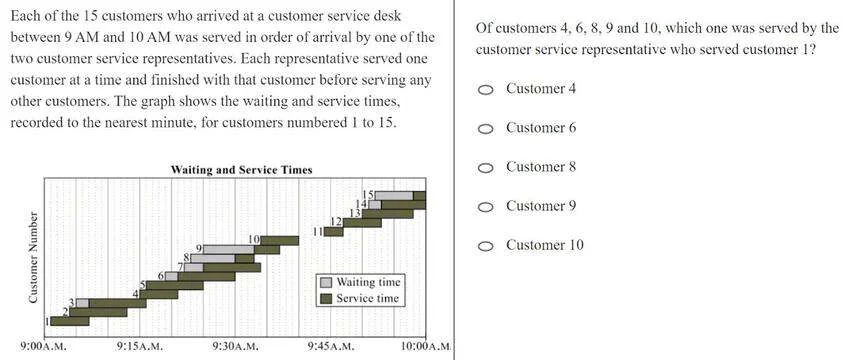 Each of the 15 customers who arrived at a customer service desk
between 9 AM and 10 AM was served in order of arrival by one of the
two customer service representatives. Each representative served one
customer at a time and finished with that customer before serving any
other customers. The graph shows the waiting and service times,
recorded to the nearest minute, for customers numbered 1 to 15.
Waiting and Service Times
Customer Number
15
14
13
12
11
10
9
8
7
6
5
4
3
2
1
Waiting time
Service time
9:00A.M. 9:15A.M. 9:30A.M. 9:45A.M. 10:00A.M.
Of customers 4, 6, 8, 9 and 10, which one was served by the
customer service representative who served customer 1?
Customer 4
Customer 6
Customer 8
Customer 9
Customer 10